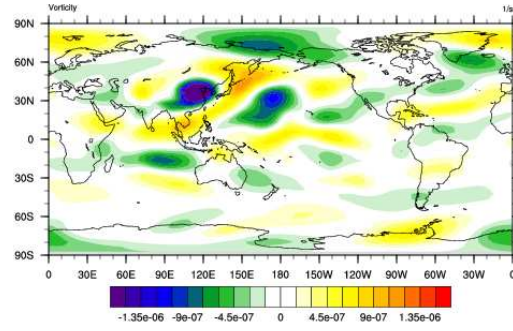 Vorticity 1/s
90N
60N
30N
0
30S
60S
90S
0 30E 60E 90E 120E 150E 180 150W 120W 90W 60W 30W 0
-1.35e-06 -9e-07 -4.5e-07 0 4.5e-07 9e-07 1.35e-06